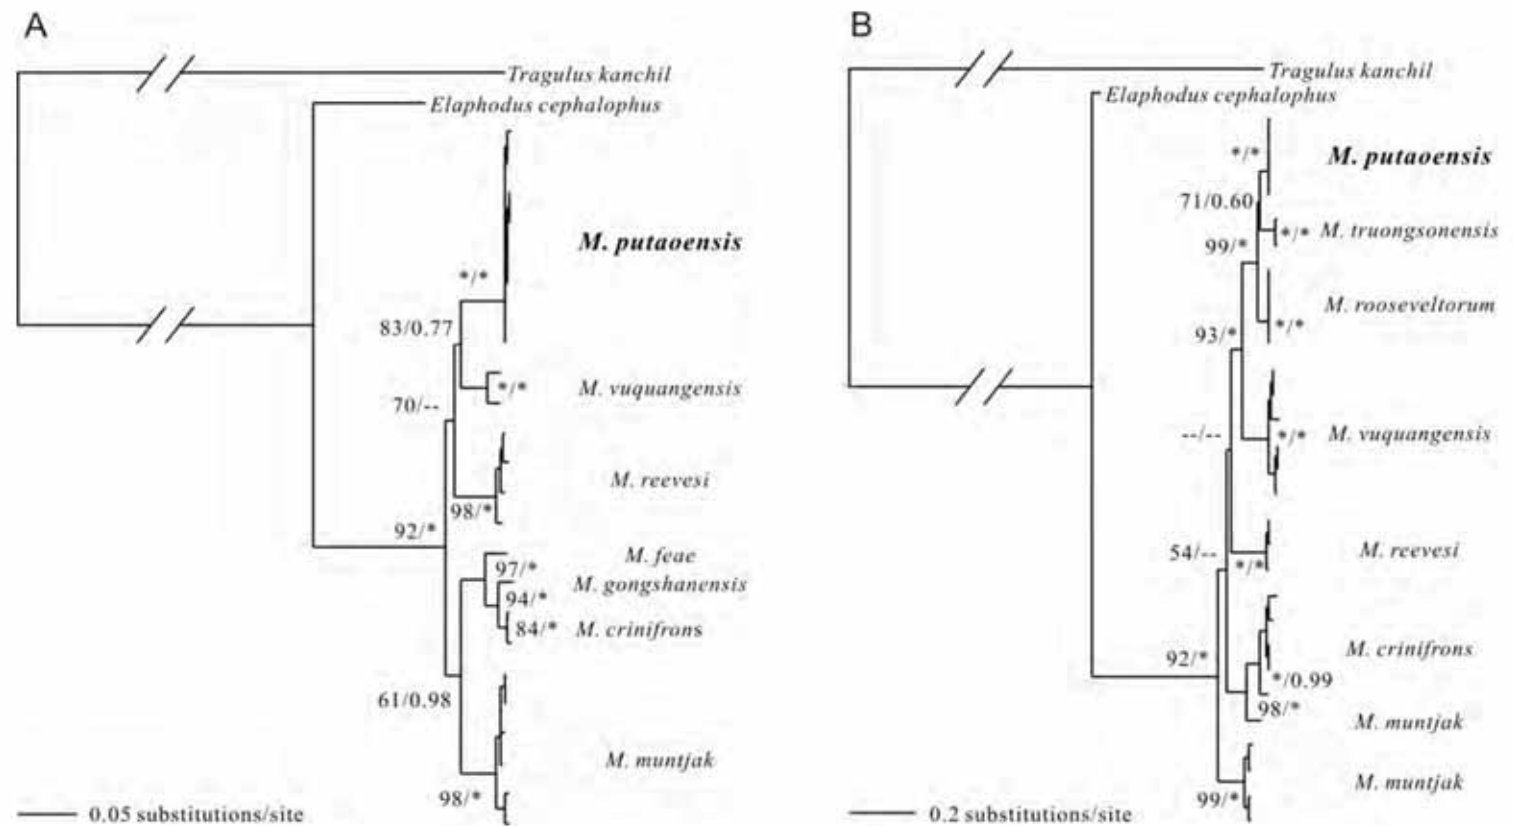 A
Tragulus kanchil
Elaphodus cephalophus
*/*
M. putaoensis
83/0.77
*/*
M. vuquangensis
70/--
M. reevesi
98/*
92/*
M. feae
97/*
M. gongshanensis
94/*
84/*
M. crinifrons
61/0.98
M. muntjak
98/*
0.05 substitutions/site
B
Tragulus kanchil
Elaphodus cephalophus
*/*
M. putaoensis
71/0.60
*/*
M. truongsonensis
99/*
M. rooseveltorum
*/*
93/*
--/--
*/*
M. vuquangensis
54/--
M. reevesi
*/*
M. crinifrons
92/*
*/0.99
98/*
M. muntjak
M. muntjak
99/*
0.2 substitutions/site